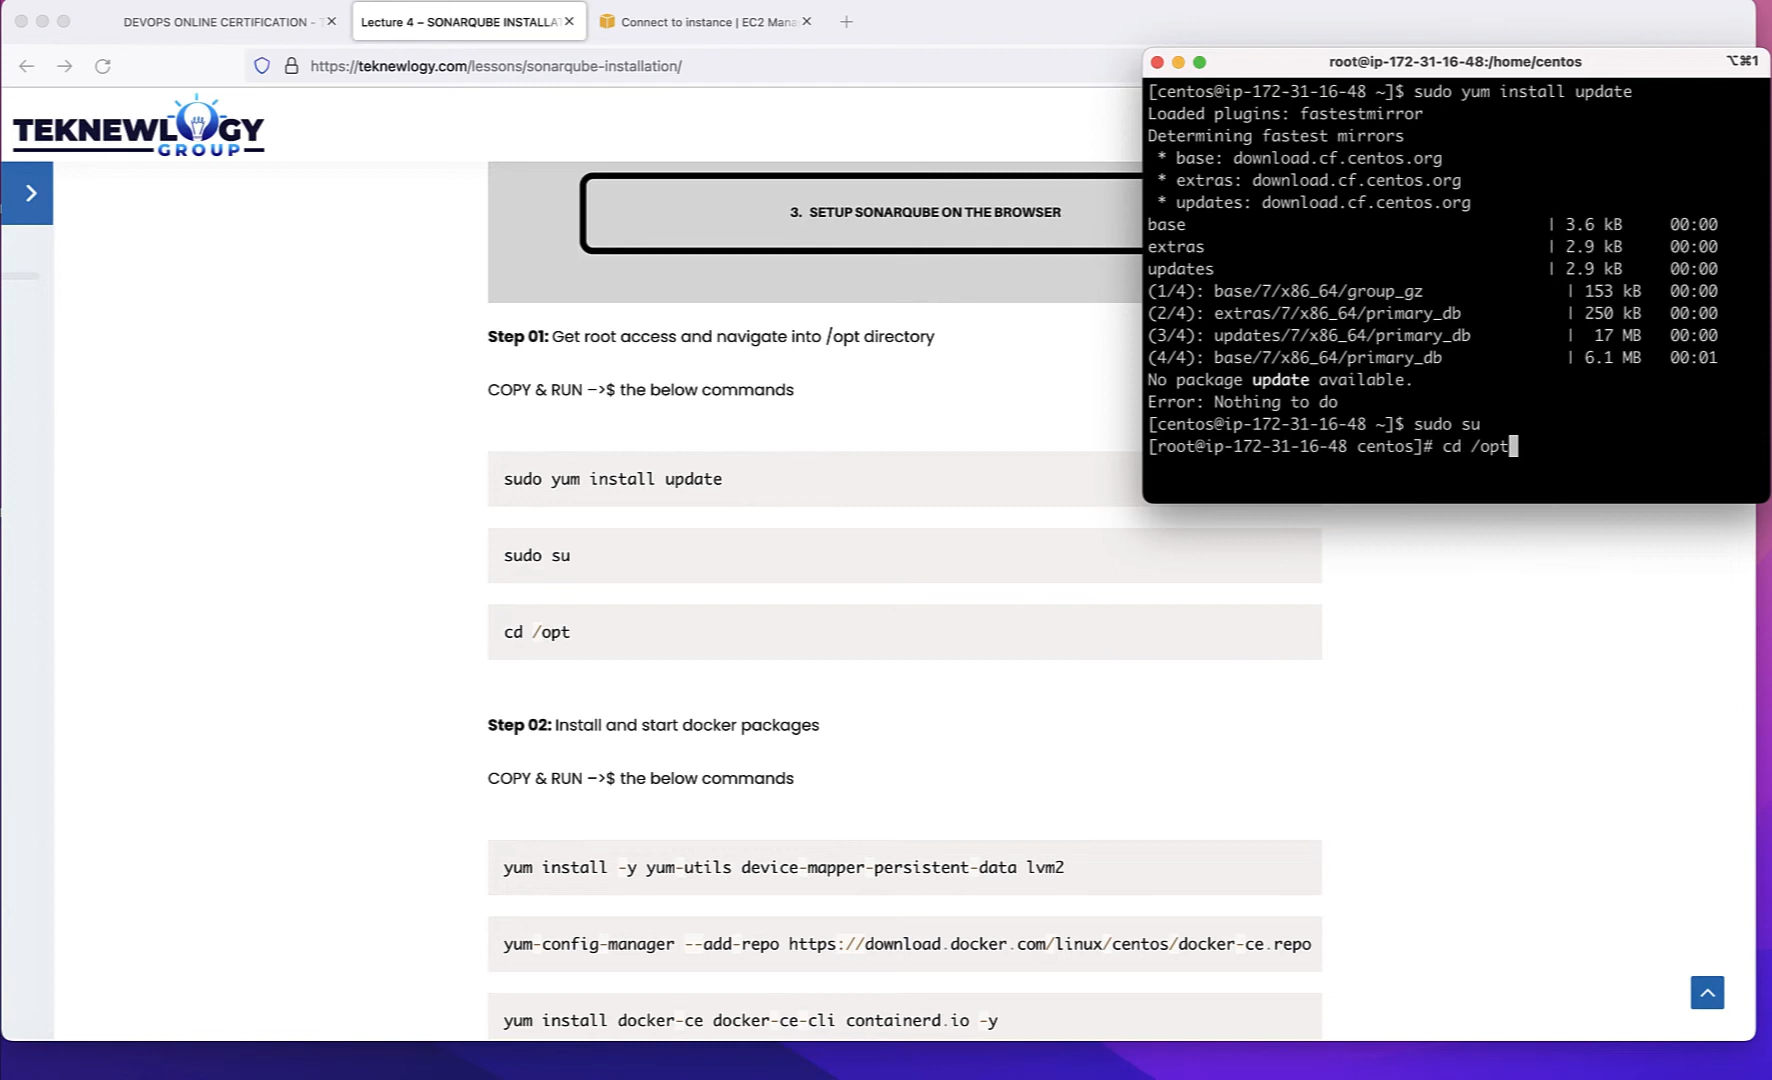 DEVOPS ONLINE CERTIFICATION -
Lecture 4 – SONARQUBE INSTALLA
Connect to instance | EC2 Mana
https://teknewlogy.com/lessons/sonarqube-installation/
TEKNEWLOGY
GROUP
3. SETUP SONARQUBE ON THE BROWSER
Step 01: Get root access and navigate into /opt directory
COPY & RUN –>$ the below commands
sudo yum install update
sudo su
cd /opt
Step 02: Install and start docker packages
COPY & RUN –>$ the below commands
yum install -y yum-utils device-mapper-persistent-data lvm2
yum-config-manager --add-repo https://download.docker.com/linux/centos/docker-ce.repo
yum install docker-ce docker-ce-cli containerd.io -y
root@ip-172-31-16-48:/home/centos
⌥⌘1
[centos@ip-172-31-16-48 ~]$ sudo yum install update
Loaded plugins: fastestmirror
Determining fastest mirrors
* base: download.cf.centos.org
* extras: download.cf.centos.org
* updates: download.cf.centos.org
base | 3.6 kB 00:00
extras | 2.9 kB 00:00
updates | 2.9 kB 00:00
(1/4): base/7/x86_64/group_gz | 153 kB 00:00
(2/4): extras/7/x86_64/primary_db | 250 kB 00:00
(3/4): updates/7/x86_64/primary_db | 17 MB 00:00
(4/4): base/7/x86_64/primary_db | 6.1 MB 00:01
No package update available.
Error: Nothing to do
[centos@ip-172-31-16-48 ~]$ sudo su
[root@ip-172-31-16-48 centos]# cd /opt